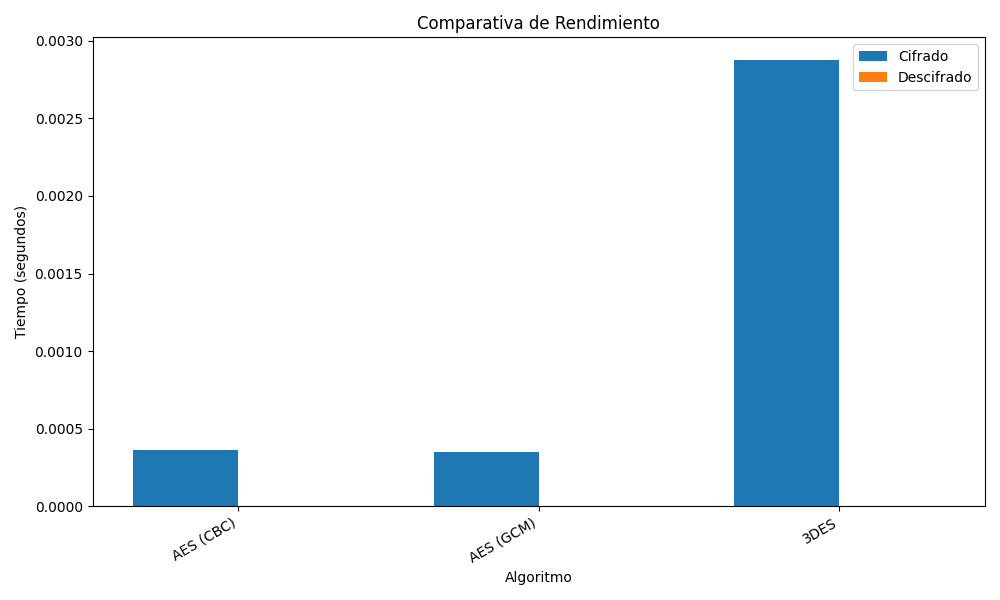 Comparativa de Rendimiento
Cifrado
Descifrado
Tiempo (segundos)
0.0030
0.0025
0.0020
0.0015
0.0010
0.0005
0.0000
AES (CBC)
AES (GCM)
3DES
Algoritmo